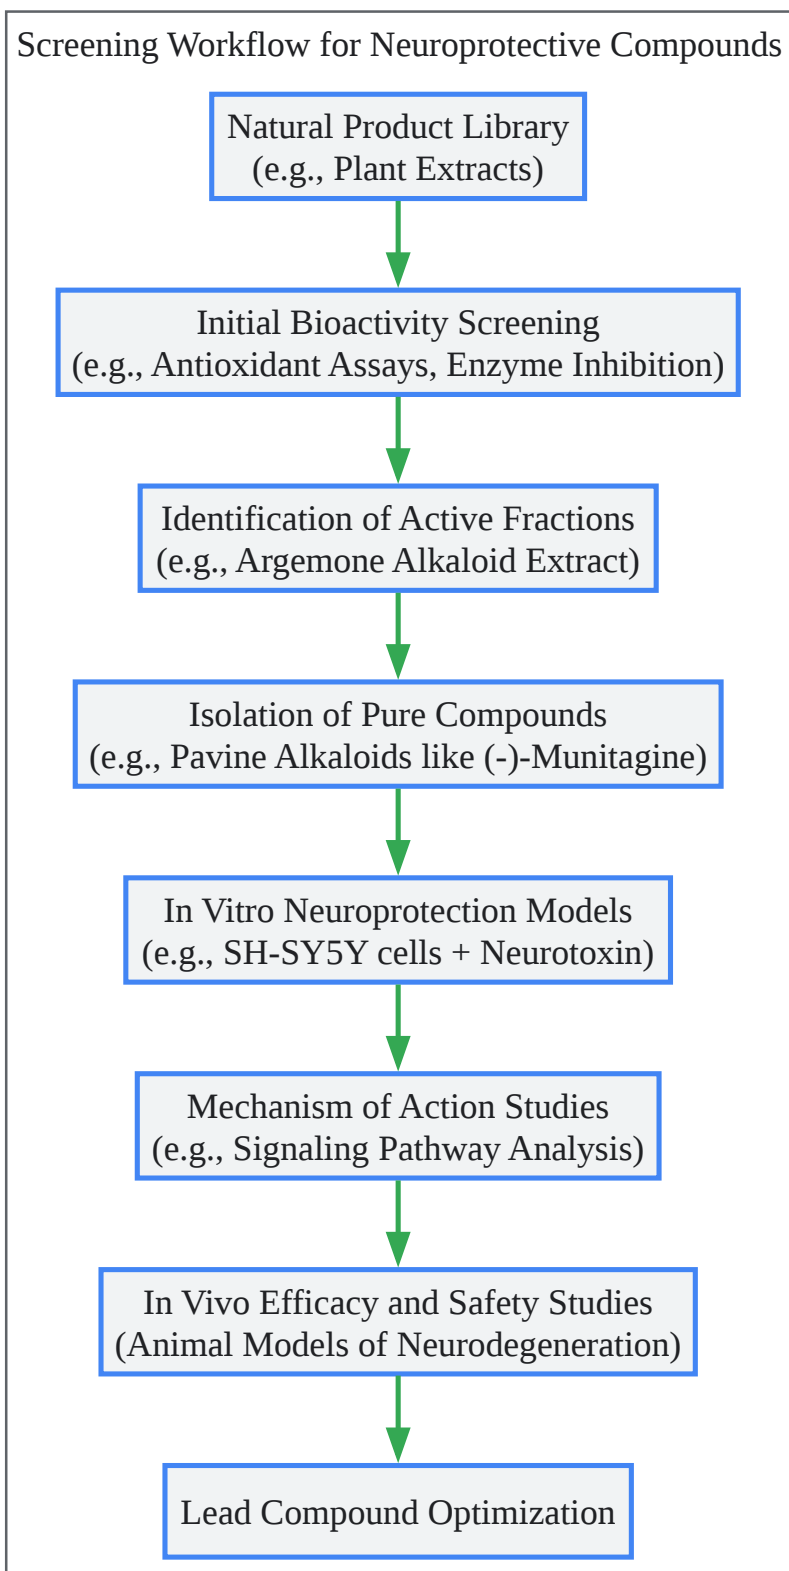 Screening Workflow for Neuroprotective Compounds
Natural Product Library
(e.g., Plant Extracts)
Initial Bioactivity Screening
(e.g., Antioxidant Assays, Enzyme Inhibition)
Identification of Active Fractions
(e.g., Argemone Alkaloid Extract)
Isolation of Pure Compounds
(e.g., Pavine Alkaloids like (-)-Munitagine)
In Vitro Neuroprotection Models
(e.g., SH-SY5Y cells + Neurotoxin)
Mechanism of Action Studies
(e.g., Signaling Pathway Analysis)
In Vivo Efficacy and Safety Studies
(Animal Models of Neurodegeneration)
Lead Compound Optimization